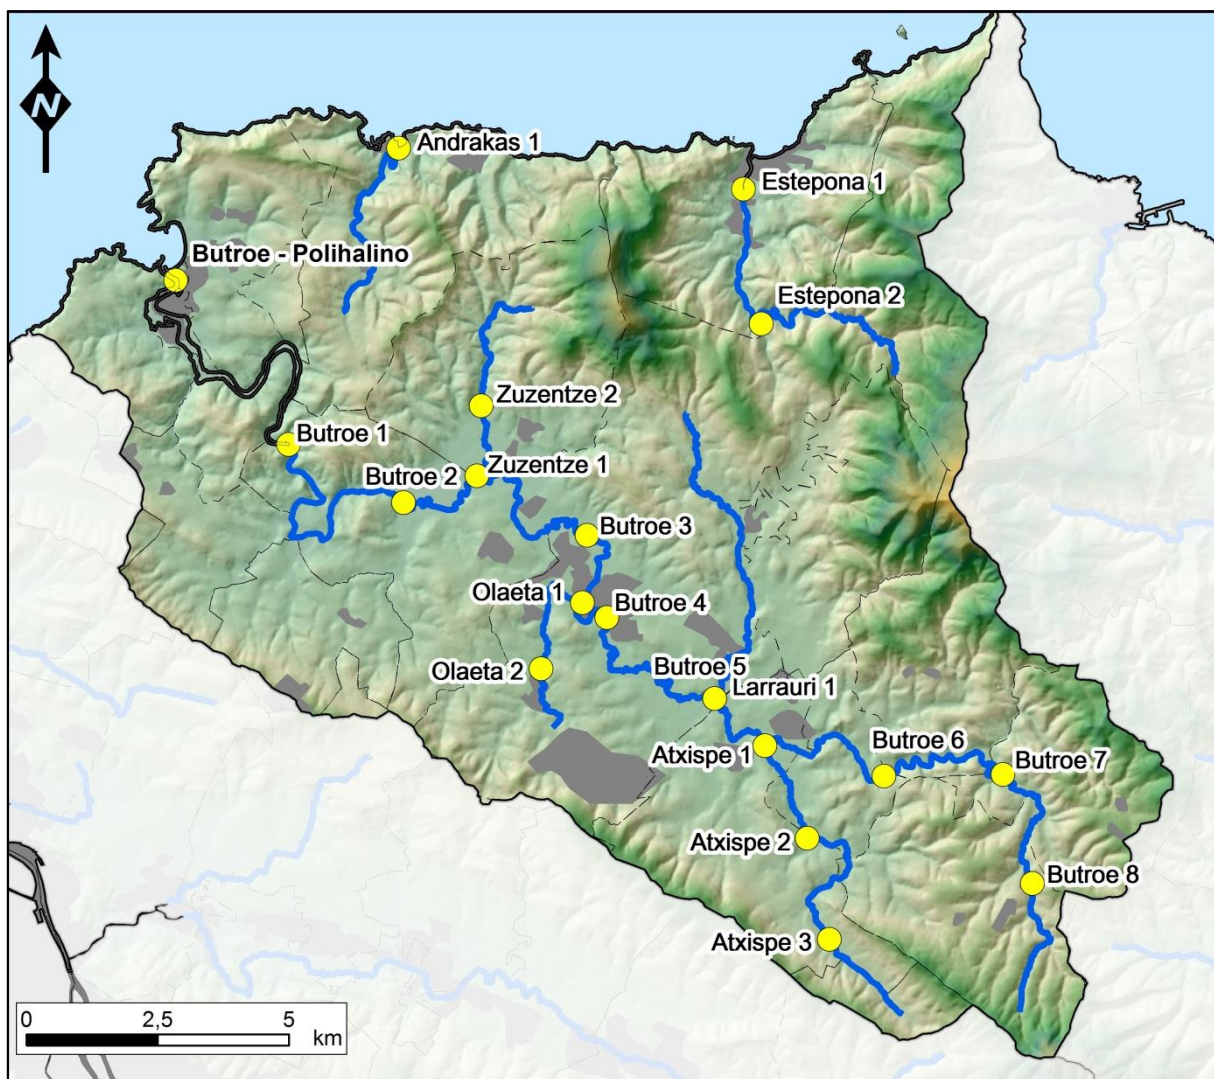 N
Andrakas 1
Estepona 1
Butroe - Polihalino
Estepona 2
Zuzentze 2
Butroe 1
Butroe 2
Zuzentze 1
Butroe 3
Olaeta 1
Butroe 4
Olaeta 2
Butroe 5
Larrauri 1
Atxispe 1
Butroe 6
Butroe 7
Atxispe 2
Butroe 8
Atxispe 3
0 2,5 5
km